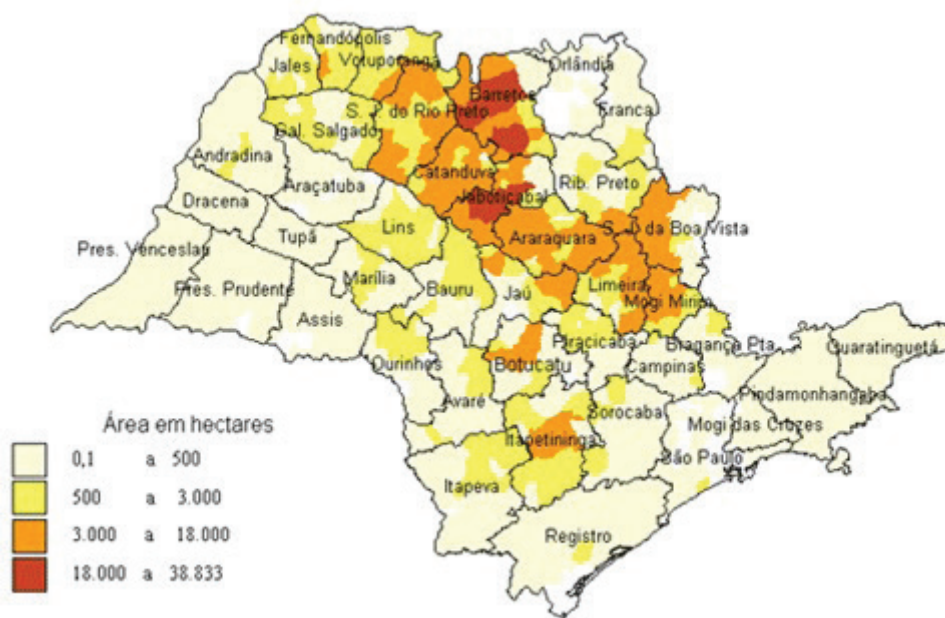 Fernandópolis
Jales
Votuporanga
Orlândia
Barretos
S. J. do Rio Preto
Franca
Gal. Salgado
Andradina
Catanduva
Araçatuba
Rib. Preto
Dracena
Jaboticabal
Lins
Araraquara
S. J. da Boa Vista
Tupã
Pres. Venceslau
Marília
Bauru
Jaú
Limeira
Pres. Prudente
Mogi Mirim
Assis
Piracicaba
Bragança Pta.
Guaratinguetá
Ourinhos
Botucatu
Campinas
Pindamonhangaba
Avaré
Sorocaba
Mogi das Cruzes
Itapetininga
São Paulo
Itapeva
Registro
Área em hectares
0,1 a 500
500 a 3.000
3.000 a 18.000
18.000 a 38.833